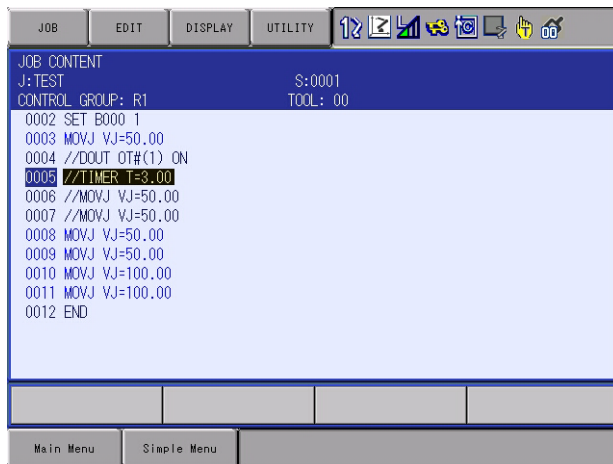 JOB EDIT DISPLAY UTILITY
JOB CONTENT
J:TEST S:0001
CONTROL GROUP: R1 TOOL: 00
0002 SET B000 1
0003 MOVJ VJ=50.00
0004 //DOUT OT#(1) ON
0005 //TIMER T=3.00
0006 //MOVJ VJ=50.00
0007 //MOVJ VJ=50.00
0008 MOVJ VJ=50.00
0009 MOVJ VJ=50.00
0010 MOVJ VJ=100.00
0011 MOVJ VJ=100.00
0012 END
Main Menu Simple Menu